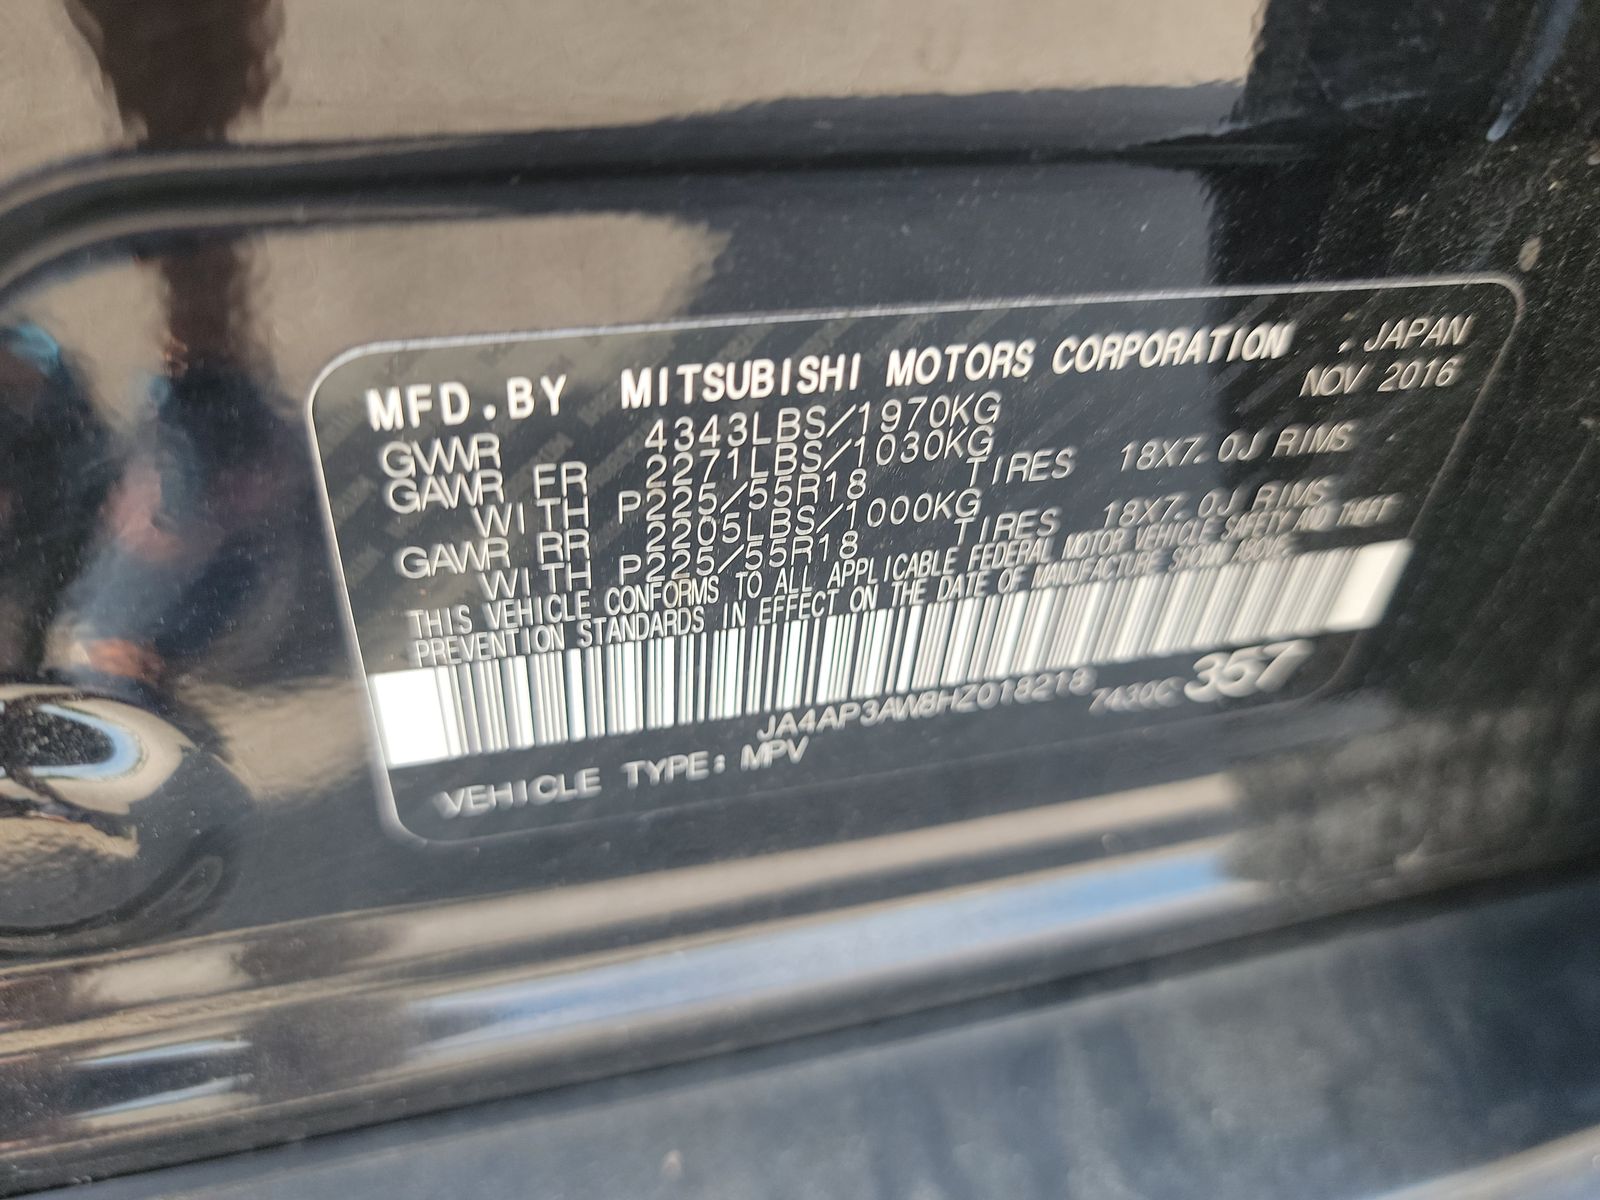 MFD.BY MITSUBISHI MOTORS CORPORATION , JAPAN
NOV 2016
GVWR 4343LBS/1970KG
GAWR FR 2271LBS/1030KG
WITH P225/55R18 TIRES 18X7.0J RIMS
GAWR RR 2205LBS/1000KG
WITH P225/55R18 TIRES 18X7.0J RIMS
THIS VEHICLE CONFORMS TO ALL APPLICABLE FEDERAL MOTOR VEHICLE SAFETY AND THEFT
PREVENTION STANDARDS IN EFFECT ON THE DATE OF MANUFACTURE SHOWN ABOVE
JA4AP3AW8HZ018218 7430C 357
VEHICLE TYPE: MPV